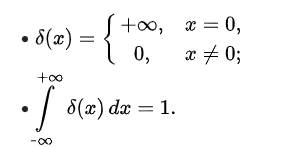 • δ(x) = { +∞, x = 0,
0, x ≠ 0;
• ∫_{-∞}^{+∞} δ(x) dx = 1.